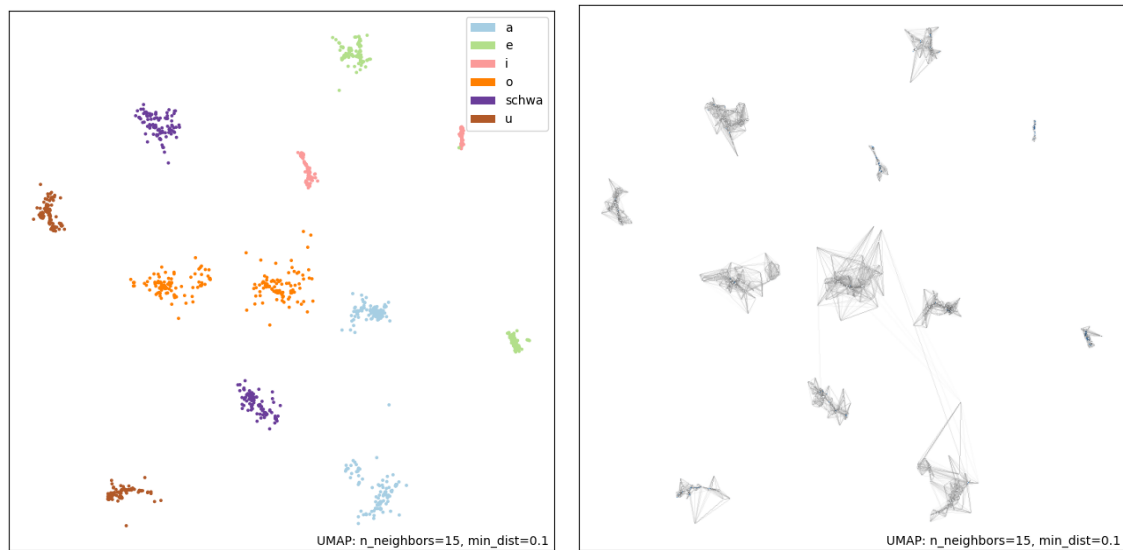 a
e
i
o
schwa
u
UMAP: n_neighbors=15, min_dist=0.1
UMAP: n_neighbors=15, min_dist=0.1